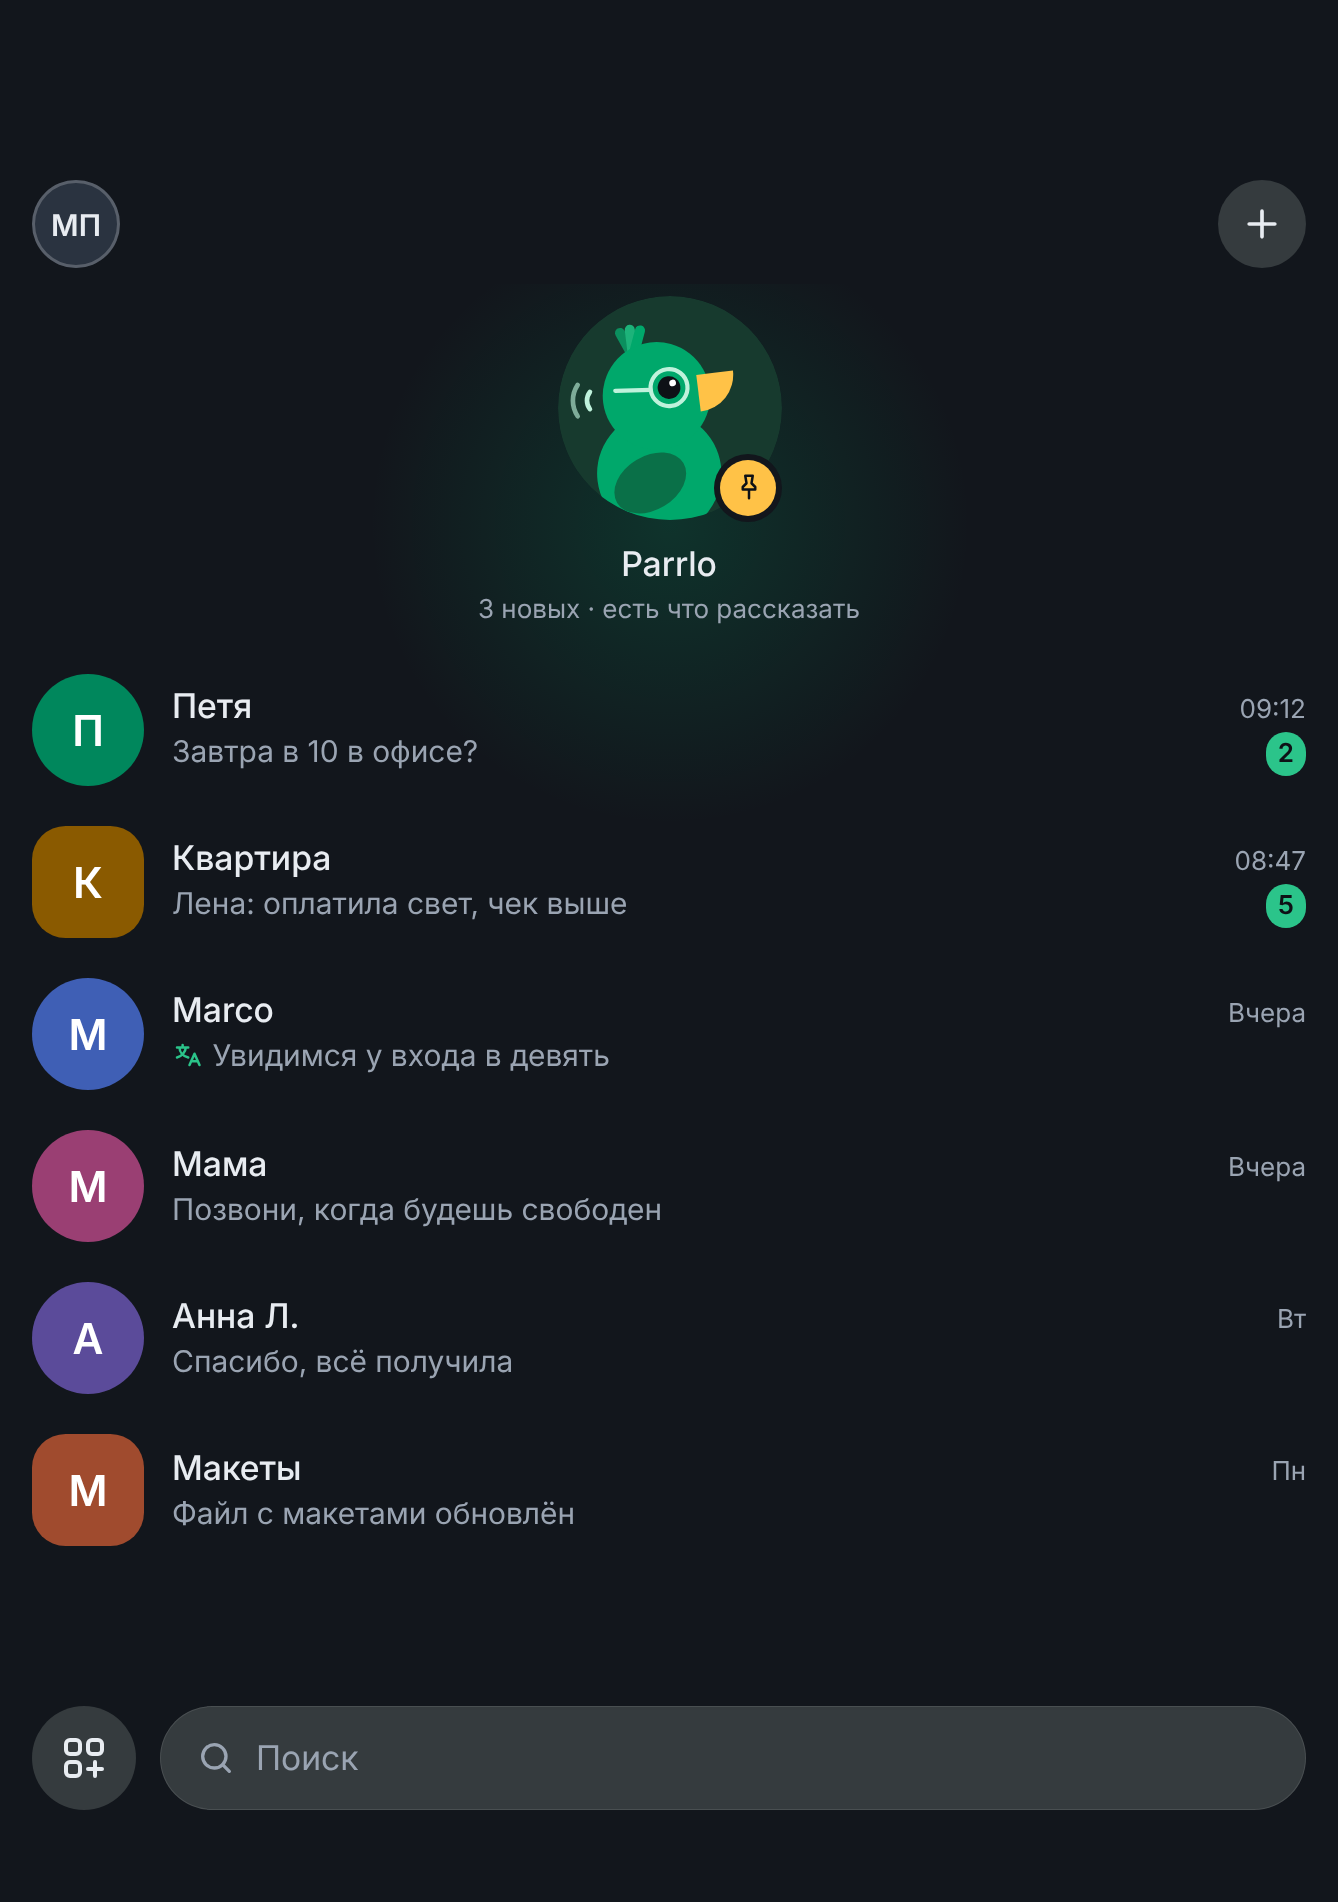 МП
Parrlo
3 новых · есть что рассказать
П
Петя
09:12
Завтра в 10 в офисе?
2
К
Квартира
08:47
Лена: оплатила свет, чек выше
5
M
Marco
Вчера
Увидимся у входа в девять
М
Мама
Вчера
Позвони, когда будешь свободен
А
Анна Л.
Вт
Спасибо, всё получила
М
Макеты
Пн
Файл с макетами обновлён
Поиск